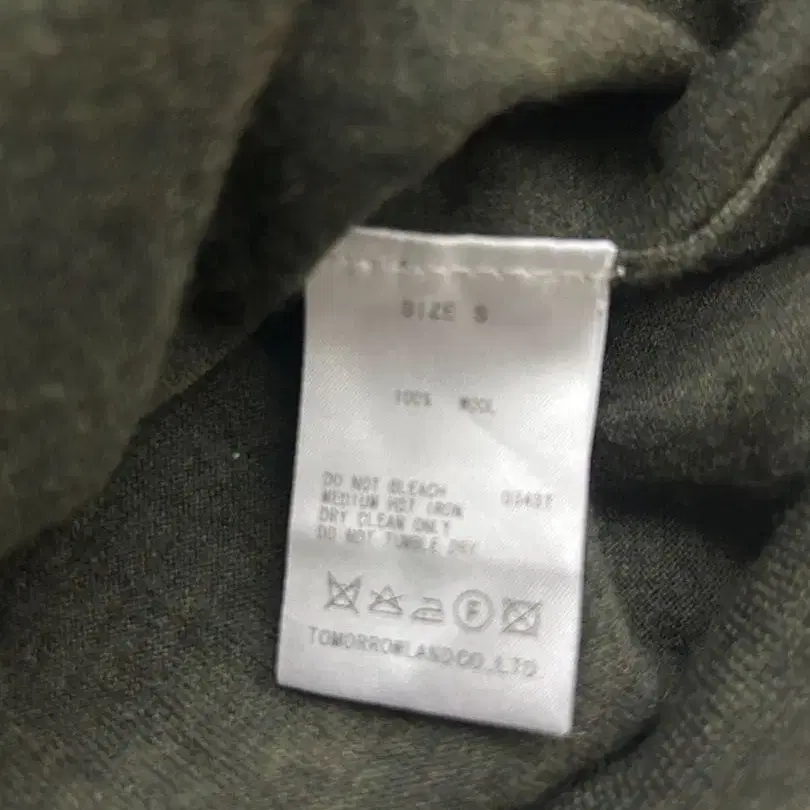 SIZE S
100% WOOL
DO NOT BLEACH
MEDIUM HOT IRON
DRY CLEAN ONLY
DO NOT TUMBLE DRY
F
TOMORROWLAND CO.,LTD